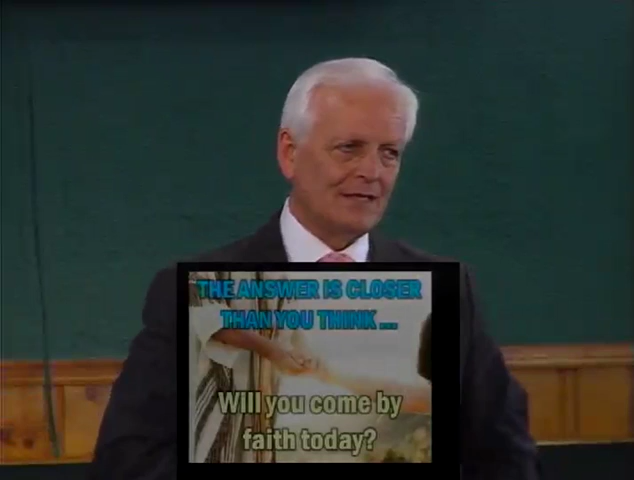 THE ANSWER IS CLOSER
THAN YOU THINK ...
Will you come by
faith today?